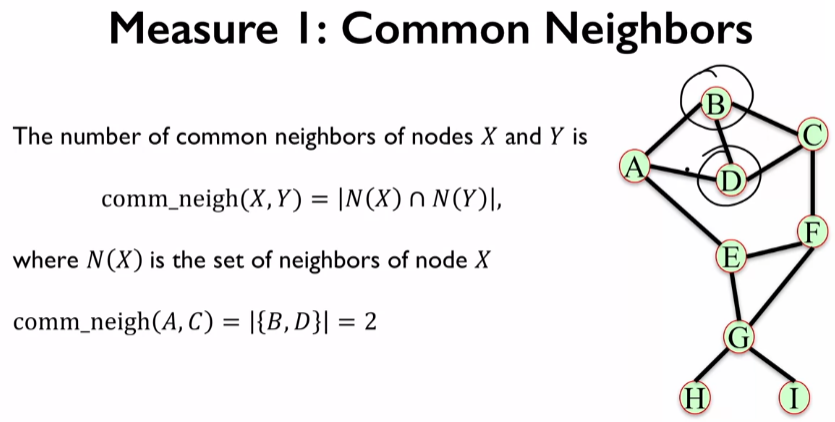 Measure 1: Common Neighbors
The number of common neighbors of nodes X and Y is
comm_neigh(X, Y) = |N(X) ∩ N(Y)|,
where N(X) is the set of neighbors of node X
comm_neigh(A, C) = |{B, D}| = 2
B
C
A
D
F
E
G
H
I